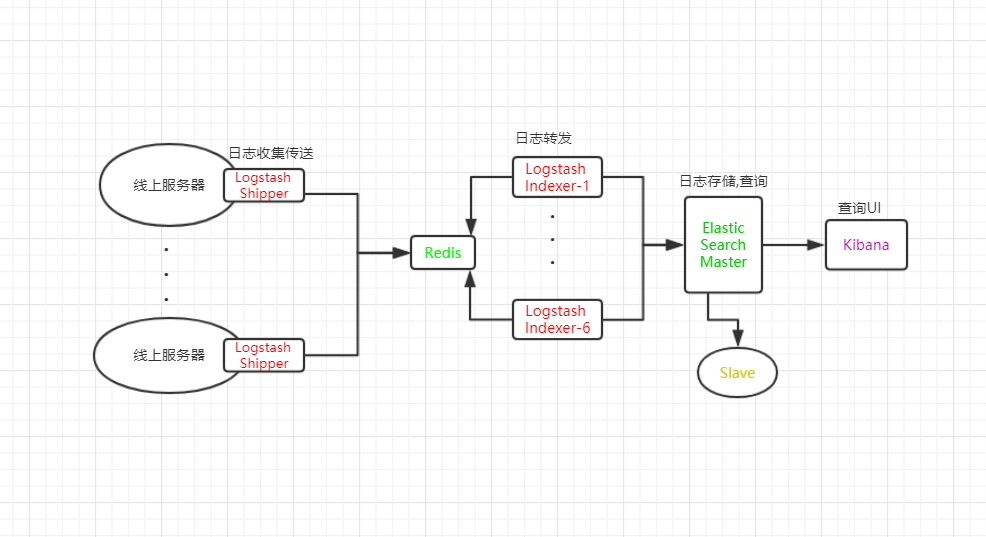 日志收集传送
线上服务器
Logstash
Shipper
线上服务器
Logstash
Shipper
Redis
日志转发
Logstash
Indexer-1
Logstash
Indexer-6
日志存储,查询
Elastic
Search
Master
Slave
查询UI
Kibana